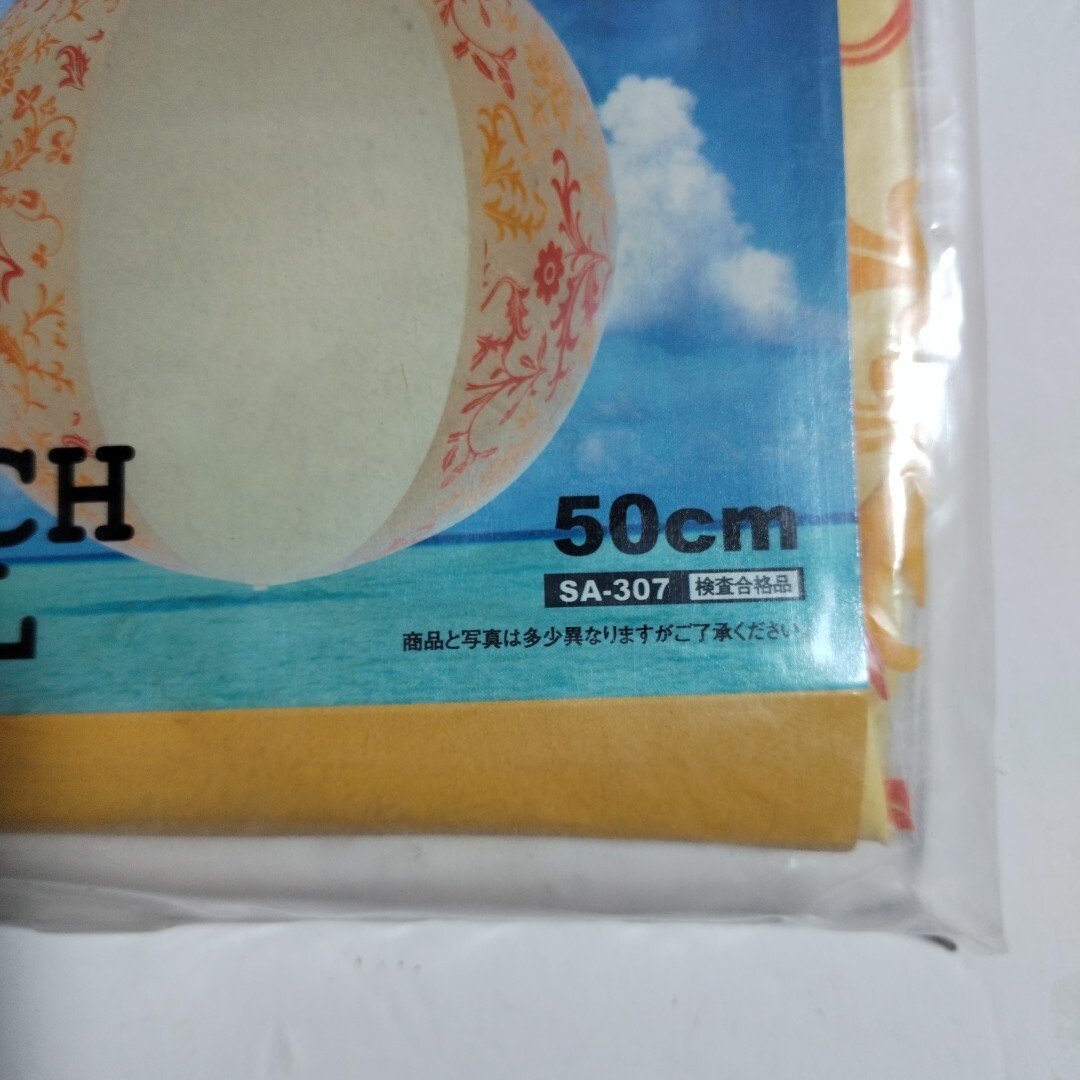 CH
L
50cm
SA-307 検査合格品
商品と写真は多少異なりますがご了承ください。